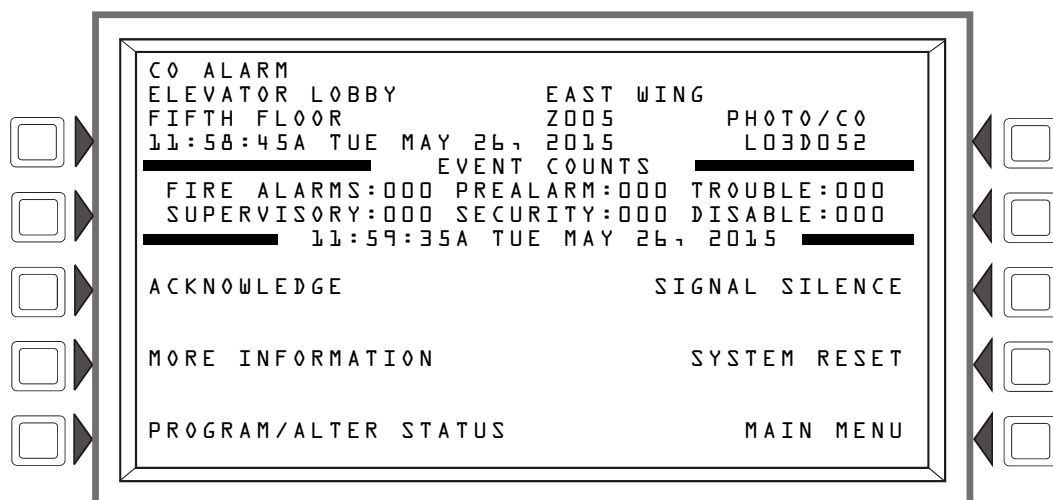 CO ALARM
ELEVATOR LOBBY EAST WING
FIFTH FLOOR Z005 PHOTO/CO
11:58:45A TUE MAY 26, 2015 L03D052
EVENT COUNTS
FIRE ALARMS:000 PREALARM:000 TROUBLE:000
SUPERVISORY:000 SECURITY:000 DISABLE:000
11:59:35A TUE MAY 26, 2015
ACKNOWLEDGE SIGNAL SILENCE
MORE INFORMATION SYSTEM RESET
PROGRAM/ALTER STATUS MAIN MENU